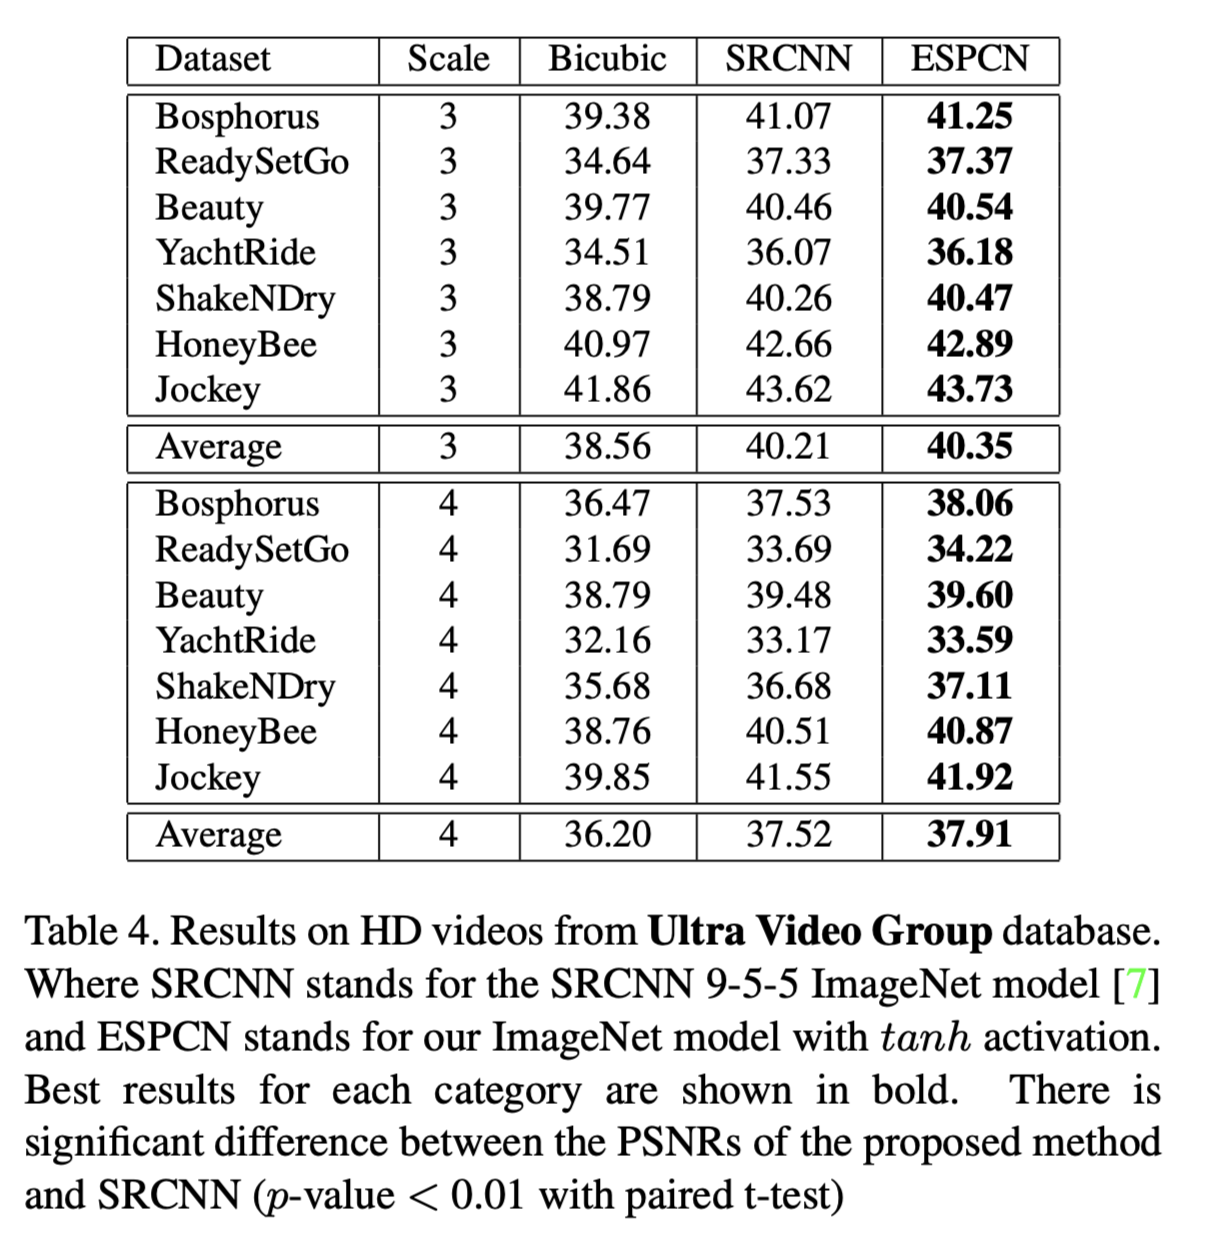 Dataset Scale Bicubic SRCNN ESPCN
Bosphorus 3 39.38 41.07 41.25
ReadySetGo 3 34.64 37.33 37.37
Beauty 3 39.77 40.46 40.54
YachtRide 3 34.51 36.07 36.18
ShakeNDry 3 38.79 40.26 40.47
HoneyBee 3 40.97 42.66 42.89
Jockey 3 41.86 43.62 43.73
Average 3 38.56 40.21 40.35
Bosphorus 4 36.47 37.53 38.06
ReadySetGo 4 31.69 33.69 34.22
Beauty 4 38.79 39.48 39.60
YachtRide 4 32.16 33.17 33.59
ShakeNDry 4 35.68 36.68 37.11
HoneyBee 4 38.76 40.51 40.87
Jockey 4 39.85 41.55 41.92
Average 4 36.20 37.52 37.91
Table 4. Results on HD videos from Ultra Video Group database.
Where SRCNN stands for the SRCNN 9-5-5 ImageNet model [7]
and ESPCN stands for our ImageNet model with tanh activation.
Best results for each category are shown in bold. There is
significant difference between the PSNRs of the proposed method
and SRCNN (p-value < 0.01 with paired t-test)